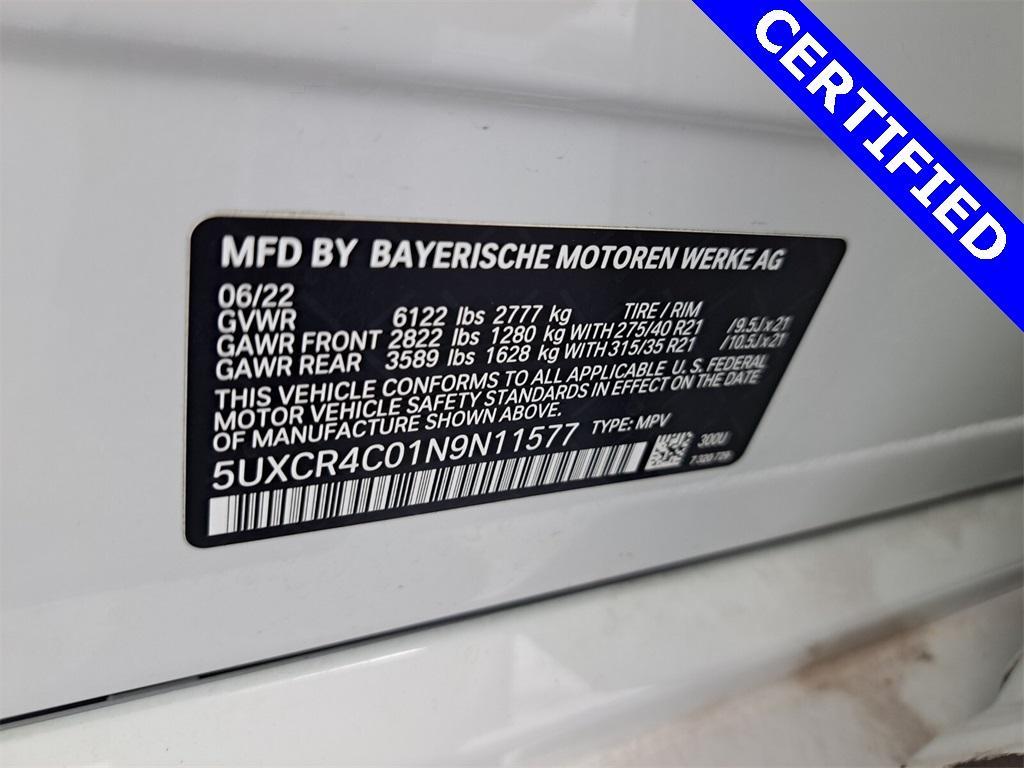 CERTIFIED
MFD BY BAYERISCHE MOTOREN WERKE AG
06/22
GVWR 6122 lbs 2777 kg TIRE / RIM
GAWR FRONT 2822 lbs 1280 kg WITH 275/40 R21 /9.5J x 21
GAWR REAR 3589 lbs 1628 kg WITH 315/35 R21 /10.5J x 21
THIS VEHICLE CONFORMS TO ALL APPLICABLE U. S. FEDERAL
MOTOR VEHICLE SAFETY STANDARDS IN EFFECT ON THE DATE
OF MANUFACTURE SHOWN ABOVE.
5UXCR4C01N9N11577 TYPE: MPV
300U